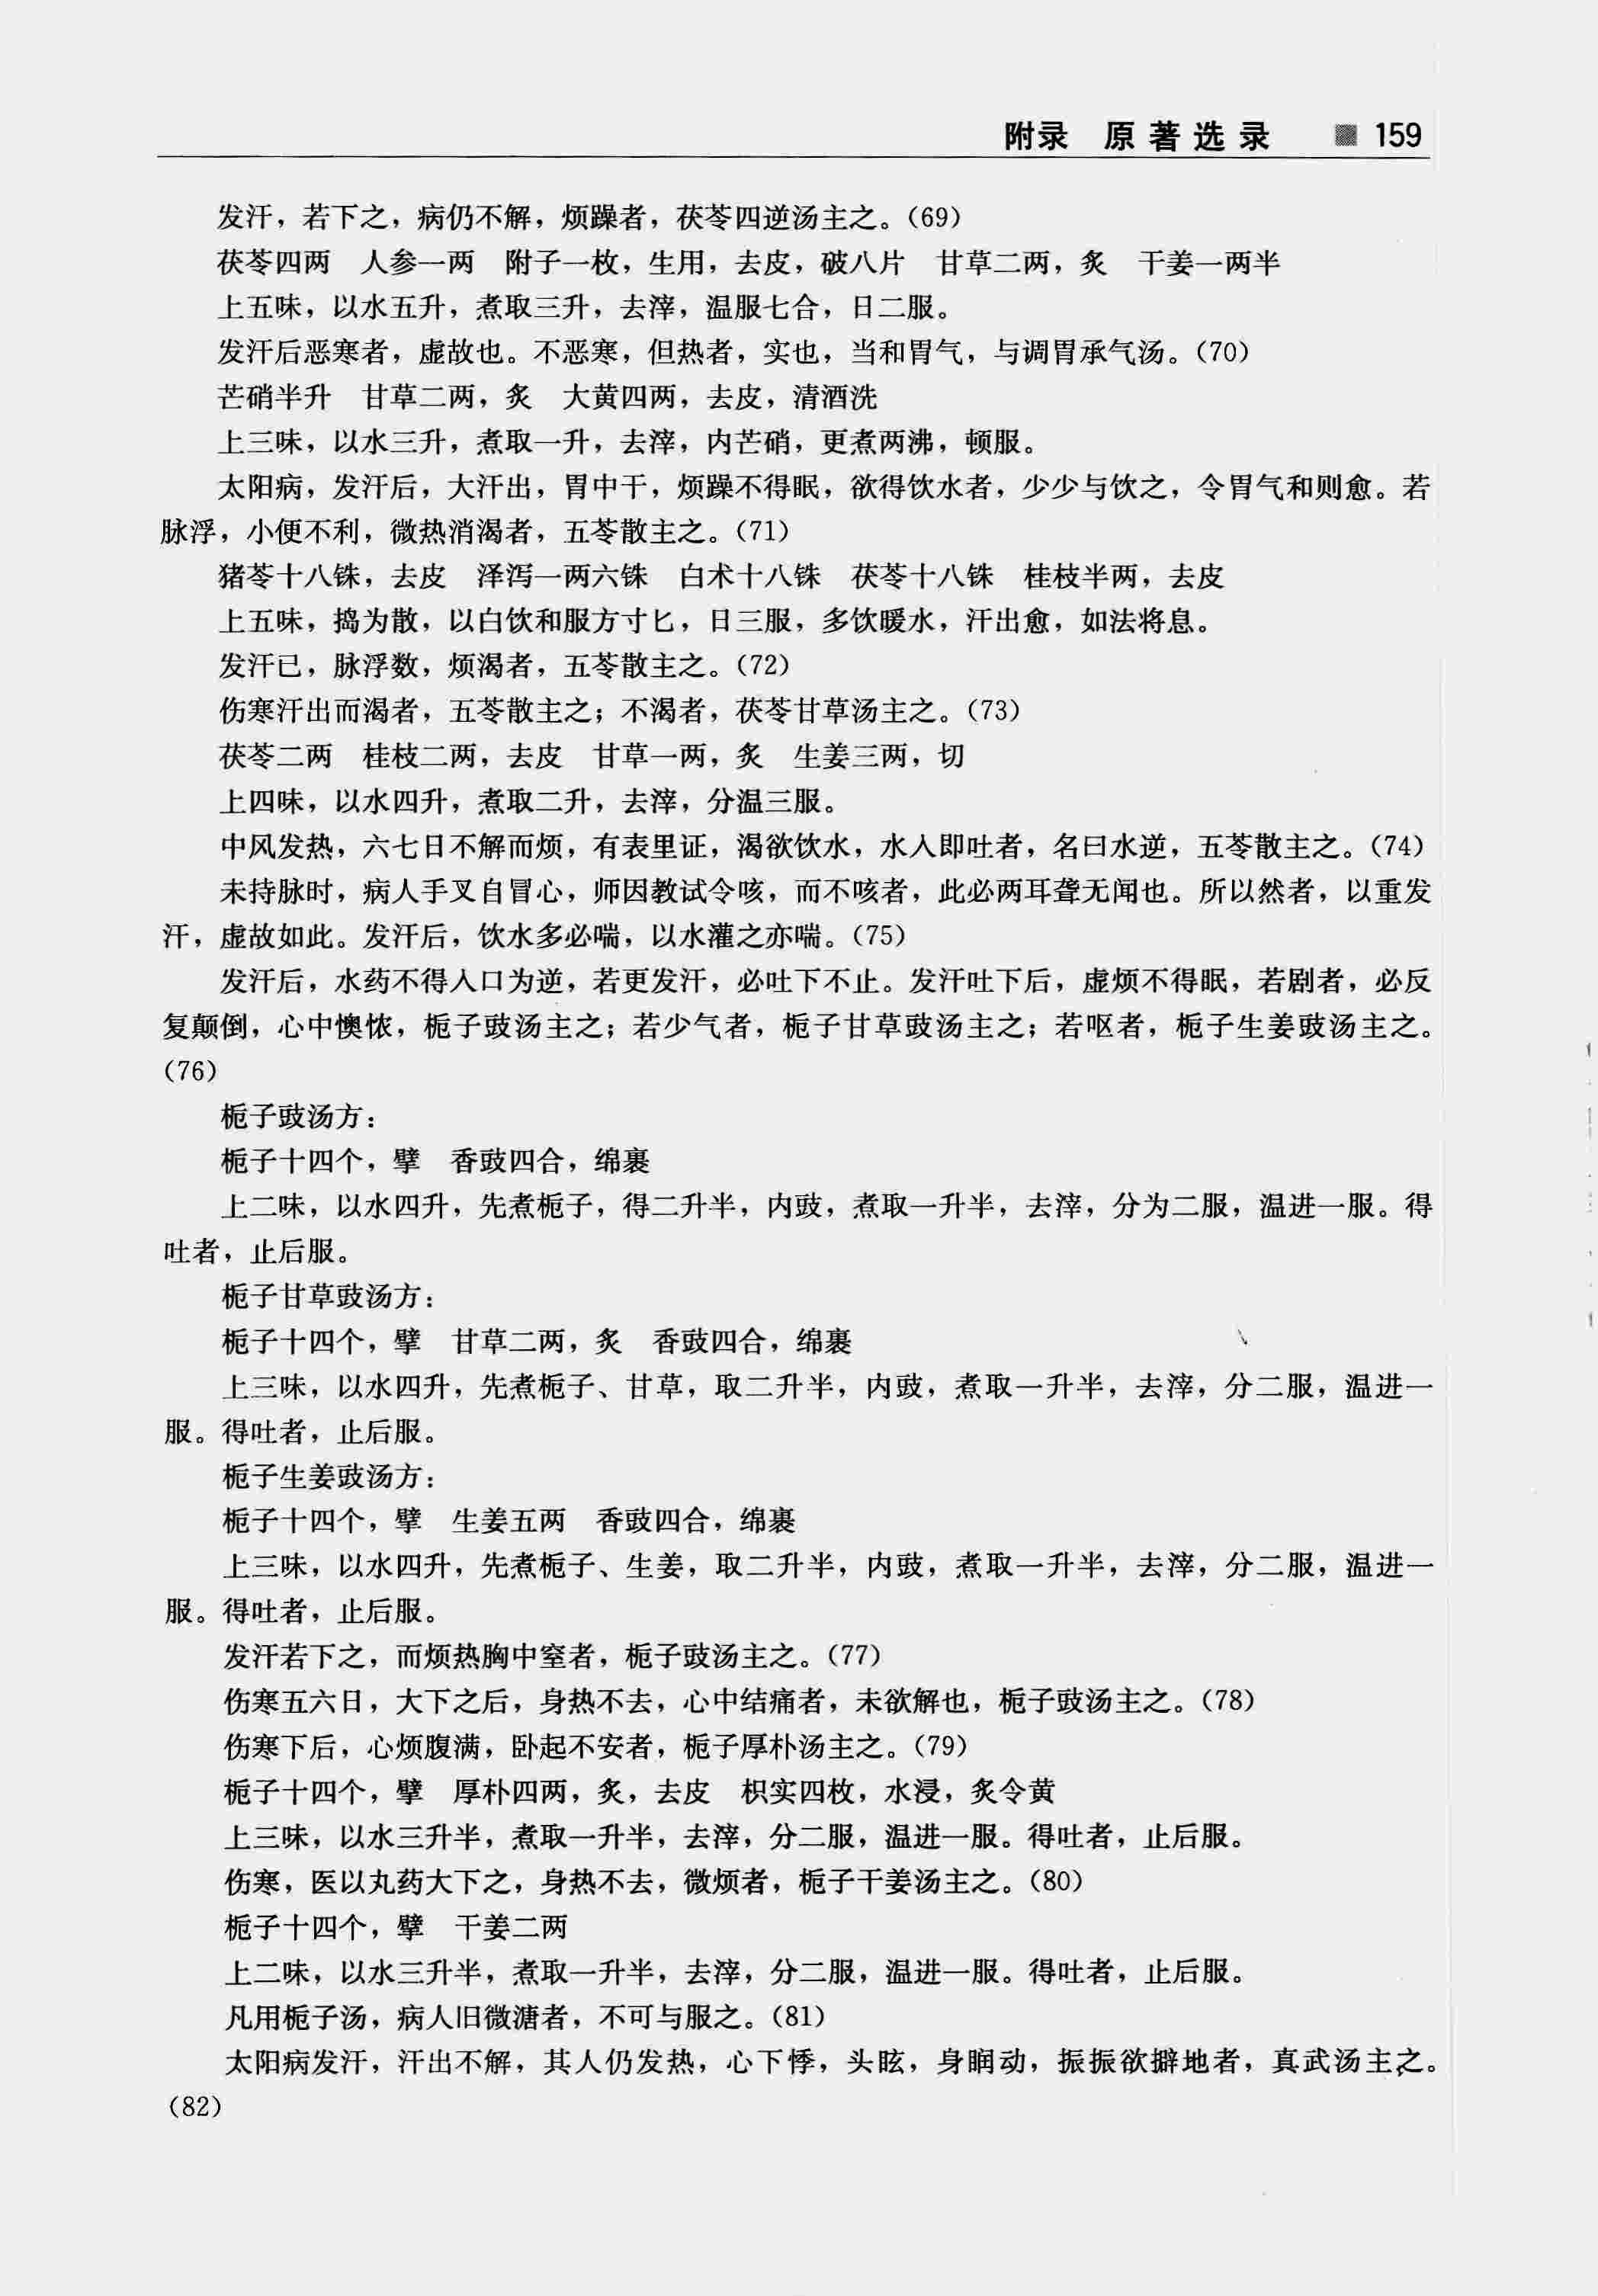 附录 原著选录 159
发汗，若下之，病仍不解，烦躁者，茯苓四逆汤主之。（69）
茯苓四两 人参一两 附子一枚，生用，去皮，破八片 甘草二两，炙 干姜一两半
上五味，以水五升，煮取三升，去滓，温服七合，日二服。
发汗后恶寒者，虚故也。不恶寒，但热者，实也，当和胃气，与调胃承气汤。（70）
芒硝半升 甘草二两，炙 大黄四两，去皮，清酒洗
上三味，以水三升，煮取一升，去滓，内芒硝，更煮两沸，顿服。
太阳病，发汗后，大汗出，胃中干，烦躁不得眠，欲得饮水者，少少与饮之，令胃气和则愈。若
脉浮，小便不利，微热消渴者，五苓散主之。（71）
猪苓十八铢，去皮 泽泻一两六铢 白术十八铢 茯苓十八铢 桂枝半两，去皮
上五味，捣为散，以白饮和服方寸匕，日三服，多饮暖水，汗出愈，如法将息。
发汗已，脉浮数，烦渴者，五苓散主之。（72）
伤寒汗出而渴者，五苓散主之；不渴者，茯苓甘草汤主之。（73）
茯苓二两 桂枝二两，去皮 甘草一两，炙 生姜三两，切
上四味，以水四升，煮取二升，去滓，分温三服。
中风发热，六七日不解而烦，有表里证，渴欲饮水，水入即吐者，名曰水逆，五苓散主之。（74）
未持脉时，病人手叉自冒心，师因教试令咳，而不咳者，此必两耳聋无闻也。所以然者，以重发
汗，虚故如此。发汗后，饮水多必喘，以水灌之亦喘。（75）
发汗后，水药不得入口为逆，若更发汗，必吐下不止。发汗吐下后，虚烦不得眠，若剧者，必反
复颠倒，心中懊憹，栀子豉汤主之；若少气者，栀子甘草豉汤主之；若呕者，栀子生姜豉汤主之。
（76）
栀子豉汤方：
栀子十四个，擘 香豉四合，绵裹
上二味，以水四升，先煮栀子，得二升半，内豉，煮取一升半，去滓，分为二服，温进一服。得
吐者，止后服。
栀子甘草豉汤方：
栀子十四个，擘 甘草二两，炙 香豉四合，绵裹
上三味，以水四升，先煮栀子、甘草，取二升半，内豉，煮取一升半，去滓，分二服，温进一
服。得吐者，止后服。
栀子生姜豉汤方：
栀子十四个，擘 生姜五两 香豉四合，绵裹
上三味，以水四升，先煮栀子、生姜，取二升半，内豉，煮取一升半，去滓，分二服，温进一
服。得吐者，止后服。
发汗若下之，而烦热胸中窒者，栀子豉汤主之。（77）
伤寒五六日，大下之后，身热不去，心中结痛者，未欲解也，栀子豉汤主之。（78）
伤寒下后，心烦腹满，卧起不安者，栀子厚朴汤主之。（79）
栀子十四个，擘 厚朴四两，炙，去皮 枳实四枚，水浸，炙令黄
上三味，以水三升半，煮取一升半，去滓，分二服，温进一服。得吐者，止后服。
伤寒，医以丸药大下之，身热不去，微烦者，栀子干姜汤主之。（80）
栀子十四个，擘 干姜二两
上二味，以水三升半，煮取一升半，去滓，分二服，温进一服。得吐者，止后服。
凡用栀子汤，病人旧微溏者，不可与服之。（81）
太阳病发汗，汗出不解，其人仍发热，心下悸，头眩，身瞤动，振振欲擗地者，真武汤主之。
（82）